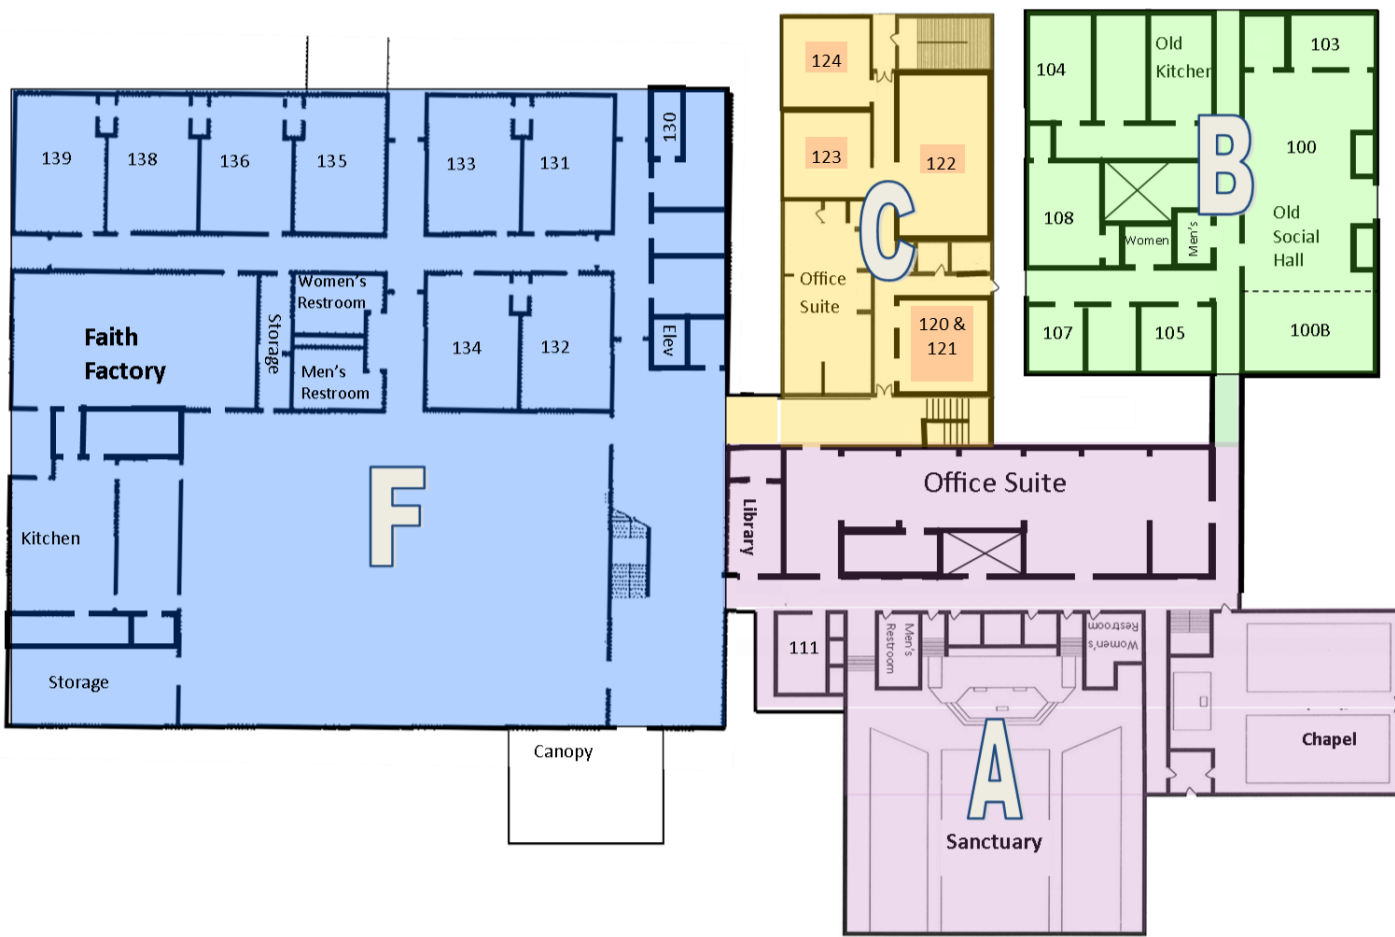 139
138
136
135
133
131
130
Women's
Restroom
Storage
Men's
Restroom
134
132
Elev
Faith
Factory
F
Kitchen
Storage
Canopy
124
123
122
C
Office
Suite
120 &
121
104
Old
Kitchen
103
B
100
108
Women
Men's
Old
Social
Hall
107
105
100B
Office Suite
Library
111
Men's
Restroom
Women's
Restroom
A
Sanctuary
Chapel